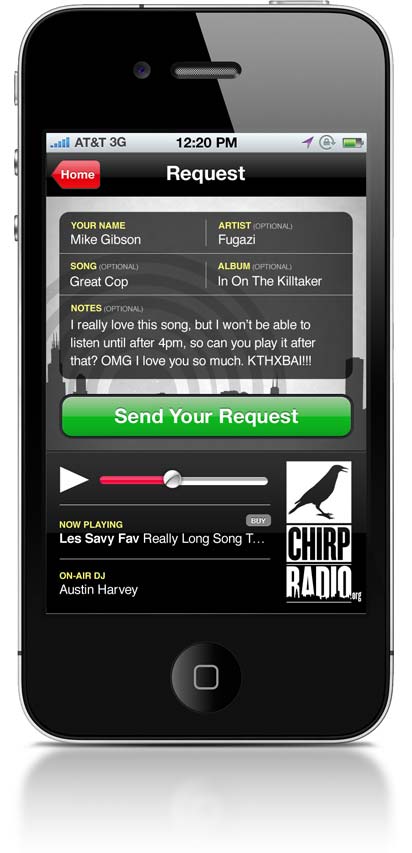 AT&T 3G 12:20 PM
Home Request
YOUR NAME ARTIST (OPTIONAL)
Mike Gibson Fugazi
SONG (OPTIONAL) ALBUM (OPTIONAL)
Great Cop In On The Killtaker
NOTES (OPTIONAL)
I really love this song, but I won't be able to
listen until after 4pm, so can you play it after
that? OMG I love you so much. KTHXBAI!!!
Send Your Request
NOW PLAYING BUY
Les Savy Fav Really Long Song T…
ON-AIR DJ
Austin Harvey
CHIRP
RADIO.org